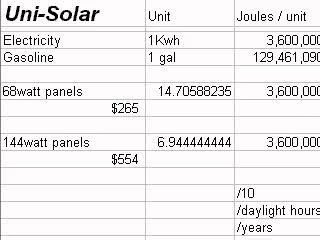 Uni-Solar Unit Joules / unit
Electricity 1Kwh 3,600,000
Gasoline 1 gal 129,461,090
68watt panels 14.70588235 3,600,000
$265
144watt panels 6.944444444 3,600,000
$554
/10
/daylight hours
/years